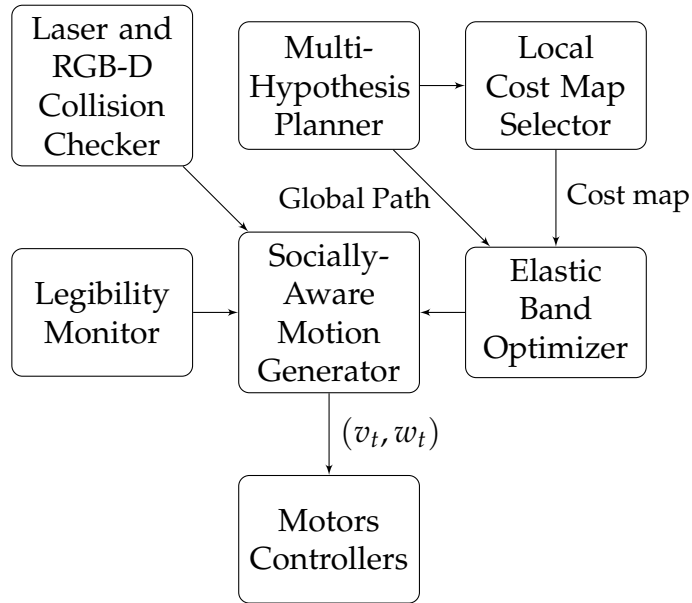 Laser and
RGB-D
Collision
Checker
Multi-
Hypothesis
Planner
Local
Cost Map
Selector
Global Path
Cost map
Legibility
Monitor
Socially-
Aware
Motion
Generator
Elastic
Band
Optimizer
(v_t, w_t)
Motors
Controllers